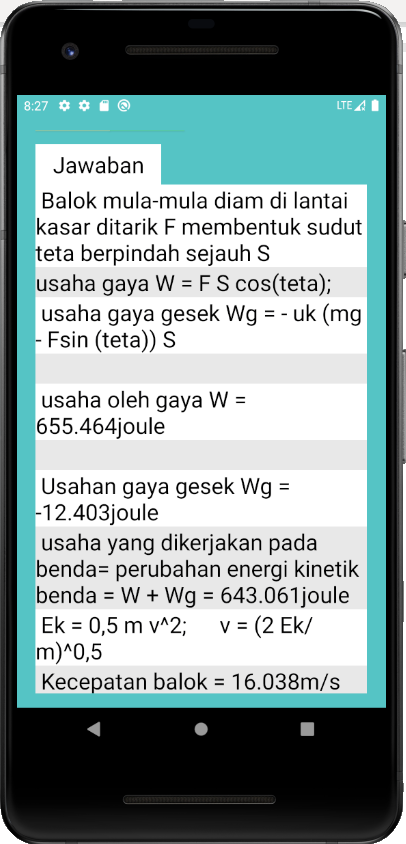 8:27
LTE
Jawaban
Balok mula-mula diam di lantai
kasar ditarik F membentuk sudut
teta berpindah sejauh S
usaha gaya W = F S cos(teta);
usaha gaya gesek Wg = - uk (mg
- Fsin (teta)) S
usaha oleh gaya W =
655.464joule
Usahan gaya gesek Wg =
-12.403joule
usaha yang dikerjakan pada
benda= perubahan energi kinetik
benda = W + Wg = 643.061joule
Ek = 0,5 m v^2; v = (2 Ek/
m)^0,5
Kecepatan balok = 16.038m/s